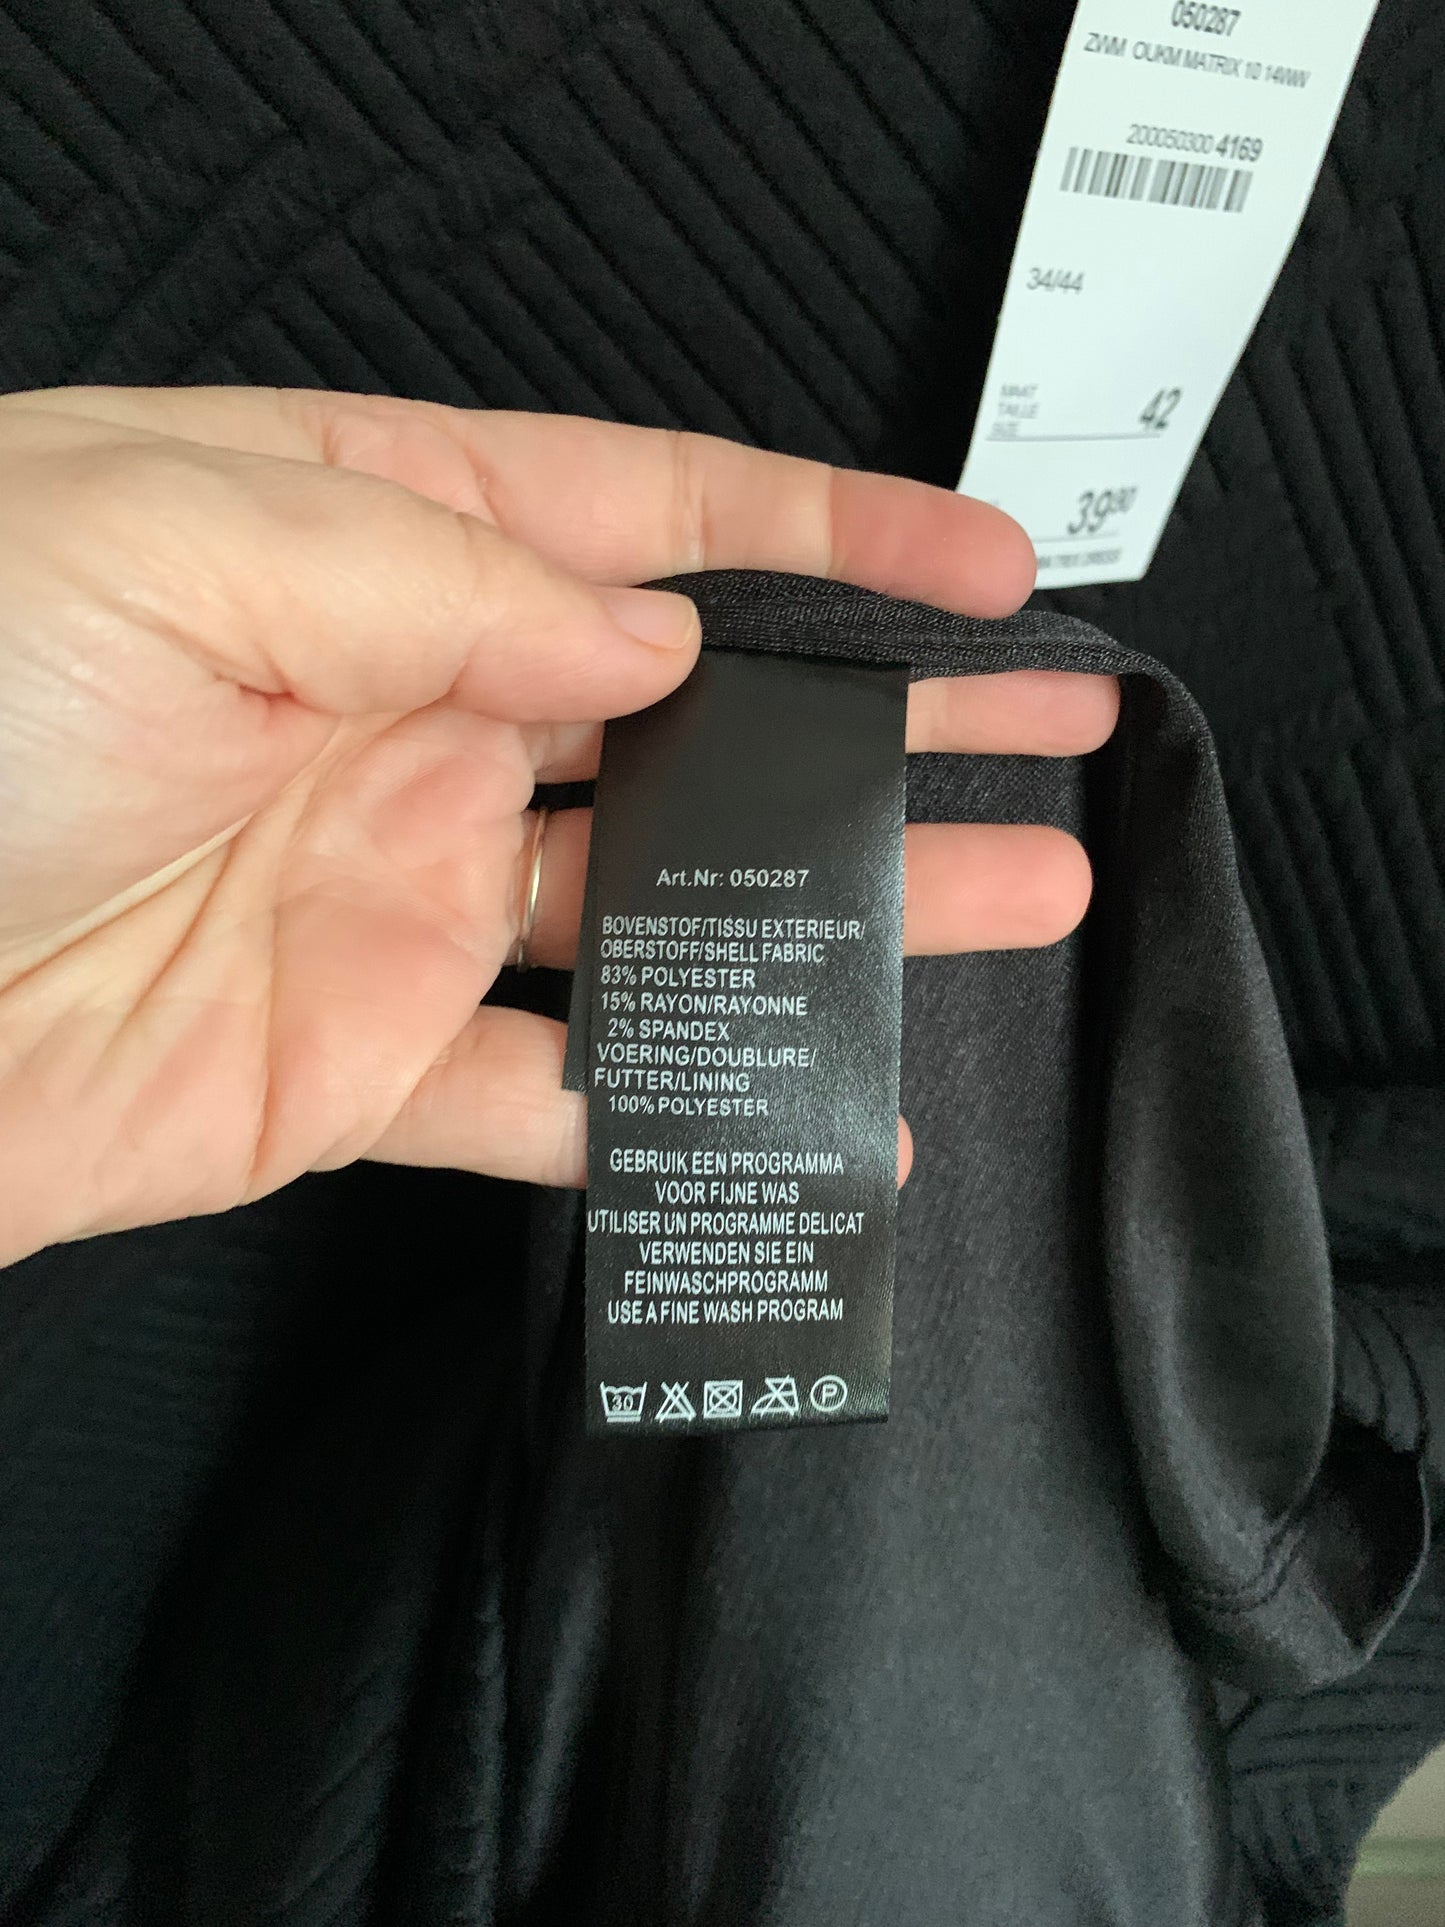 050287
ZWM OUKM MATRIX 10 14WW
200050300 4169
34/44
MAAT
TAILLE
SIZE
42
39.90
Art.Nr: 050287
BOVENSTOF/TISSU EXTERIEUR/
OBERSTOFF/SHELL FABRIC
83% POLYESTER
15% RAYON/RAYONNE
2% SPANDEX
VOERING/DOUBLURE/
FUTTER/LINING
100% POLYESTER
GEBRUIK EEN PROGRAMMA
VOOR FIJNE WAS
UTILISER UN PROGRAMME DELICAT
VERWENDEN SIE EIN
FEINWASCHPROGRAMM
USE A FINE WASH PROGRAM
30
P